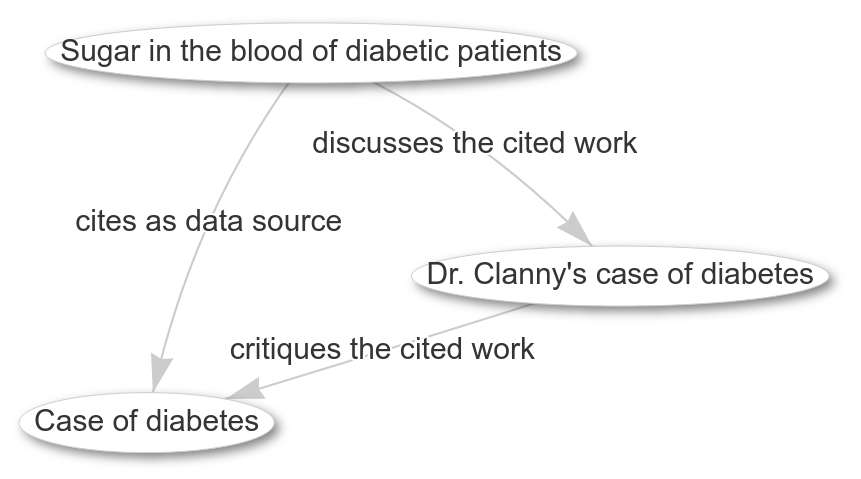 Sugar in the blood of diabetic patients
discusses the cited work
cites as data source
Dr. Clanny's case of diabetes
critiques the cited work
Case of diabetes